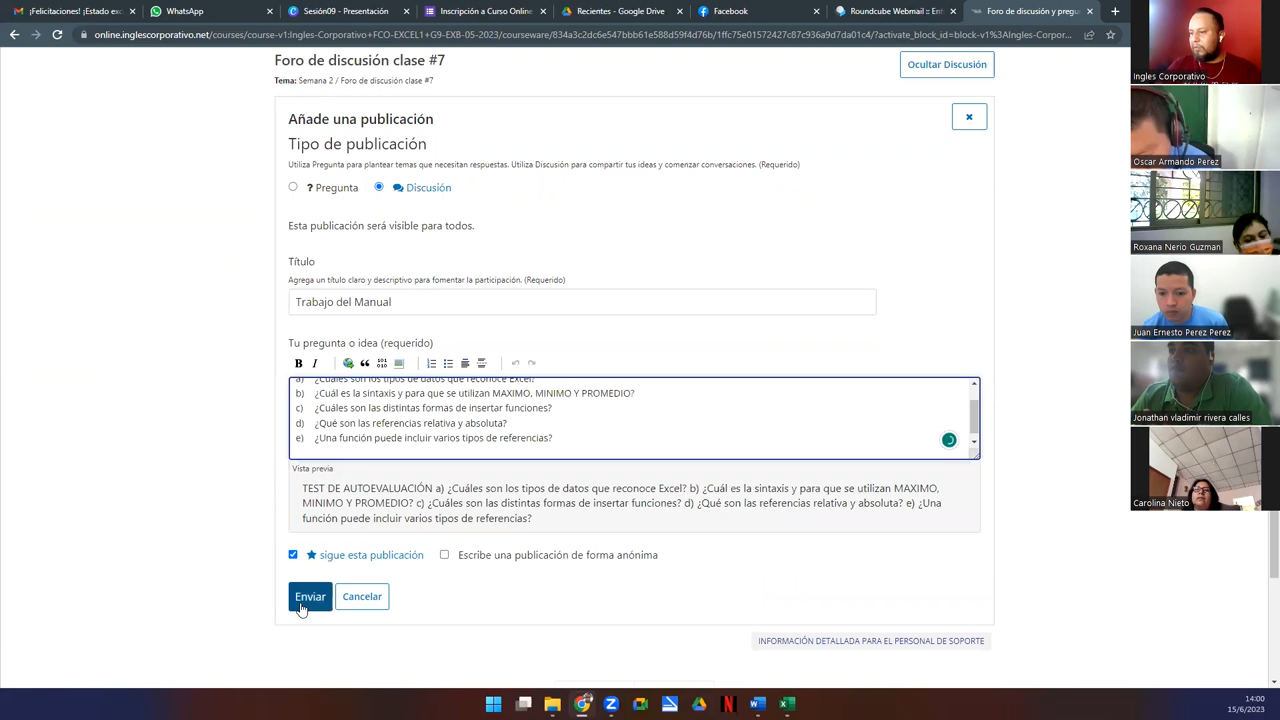 ¡Felicitaciones! ¡Estado exc
WhatsApp
Sesión09 - Presentación
Inscripción a Curso Online
Recientes - Google Drive
Facebook
Roundcube Webmail :: Ent
Foro de discusión y pregu
online.inglescorporativo.net/courses/course-v1:Ingles-Corporativo+FCO-EXCEL1+G9-EXB-05-2023/courseware/834a3c2dc6e547bbb61e588d59f4d76b/1ffc75e01572427c87c936a9d7da01c4/?activate_block_id=block-v1%3AIngles-Corpor...
Foro de discusión clase #7
Tema: Semana 2 / Foro de discusión clase #7
Ocultar Discusión
Añade una publicación
Tipo de publicación
Utiliza Pregunta para plantear temas que necesitan respuestas. Utiliza Discusión para compartir tus ideas y comenzar conversaciones. (Requerido)
? Pregunta
Discusión
Esta publicación será visible para todos.
Título
Agrega un título claro y descriptivo para fomentar la participación. (Requerido)
Trabajo del Manual
Tu pregunta o idea (requerido)
B I
a) ¿Cuáles son los tipos de datos que reconoce Excel?
b) ¿Cuál es la sintaxis y para que se utilizan MAXIMO, MINIMO Y PROMEDIO?
c) ¿Cuáles son las distintas formas de insertar funciones?
d) ¿Qué son las referencias relativa y absoluta?
e) ¿Una función puede incluir varios tipos de referencias?
Vista previa
TEST DE AUTOEVALUACIÓN a) ¿Cuáles son los tipos de datos que reconoce Excel? b) ¿Cuál es la sintaxis y para que se utilizan MAXIMO,
MINIMO Y PROMEDIO? c) ¿Cuáles son las distintas formas de insertar funciones? d) ¿Qué son las referencias relativa y absoluta? e) ¿Una
función puede incluir varios tipos de referencias?
sigue esta publicación
Escribe una publicación de forma anónima
Enviar
Cancelar
INFORMACIÓN DETALLADA PARA EL PERSONAL DE SOPORTE
Ingles Corporativo
Oscar Armando Perez
Roxana Nerio Guzman
Juan Ernesto Perez Perez
Jonathan vladimir rivera calles
Carolina Nieto
14:00
15/6/2023